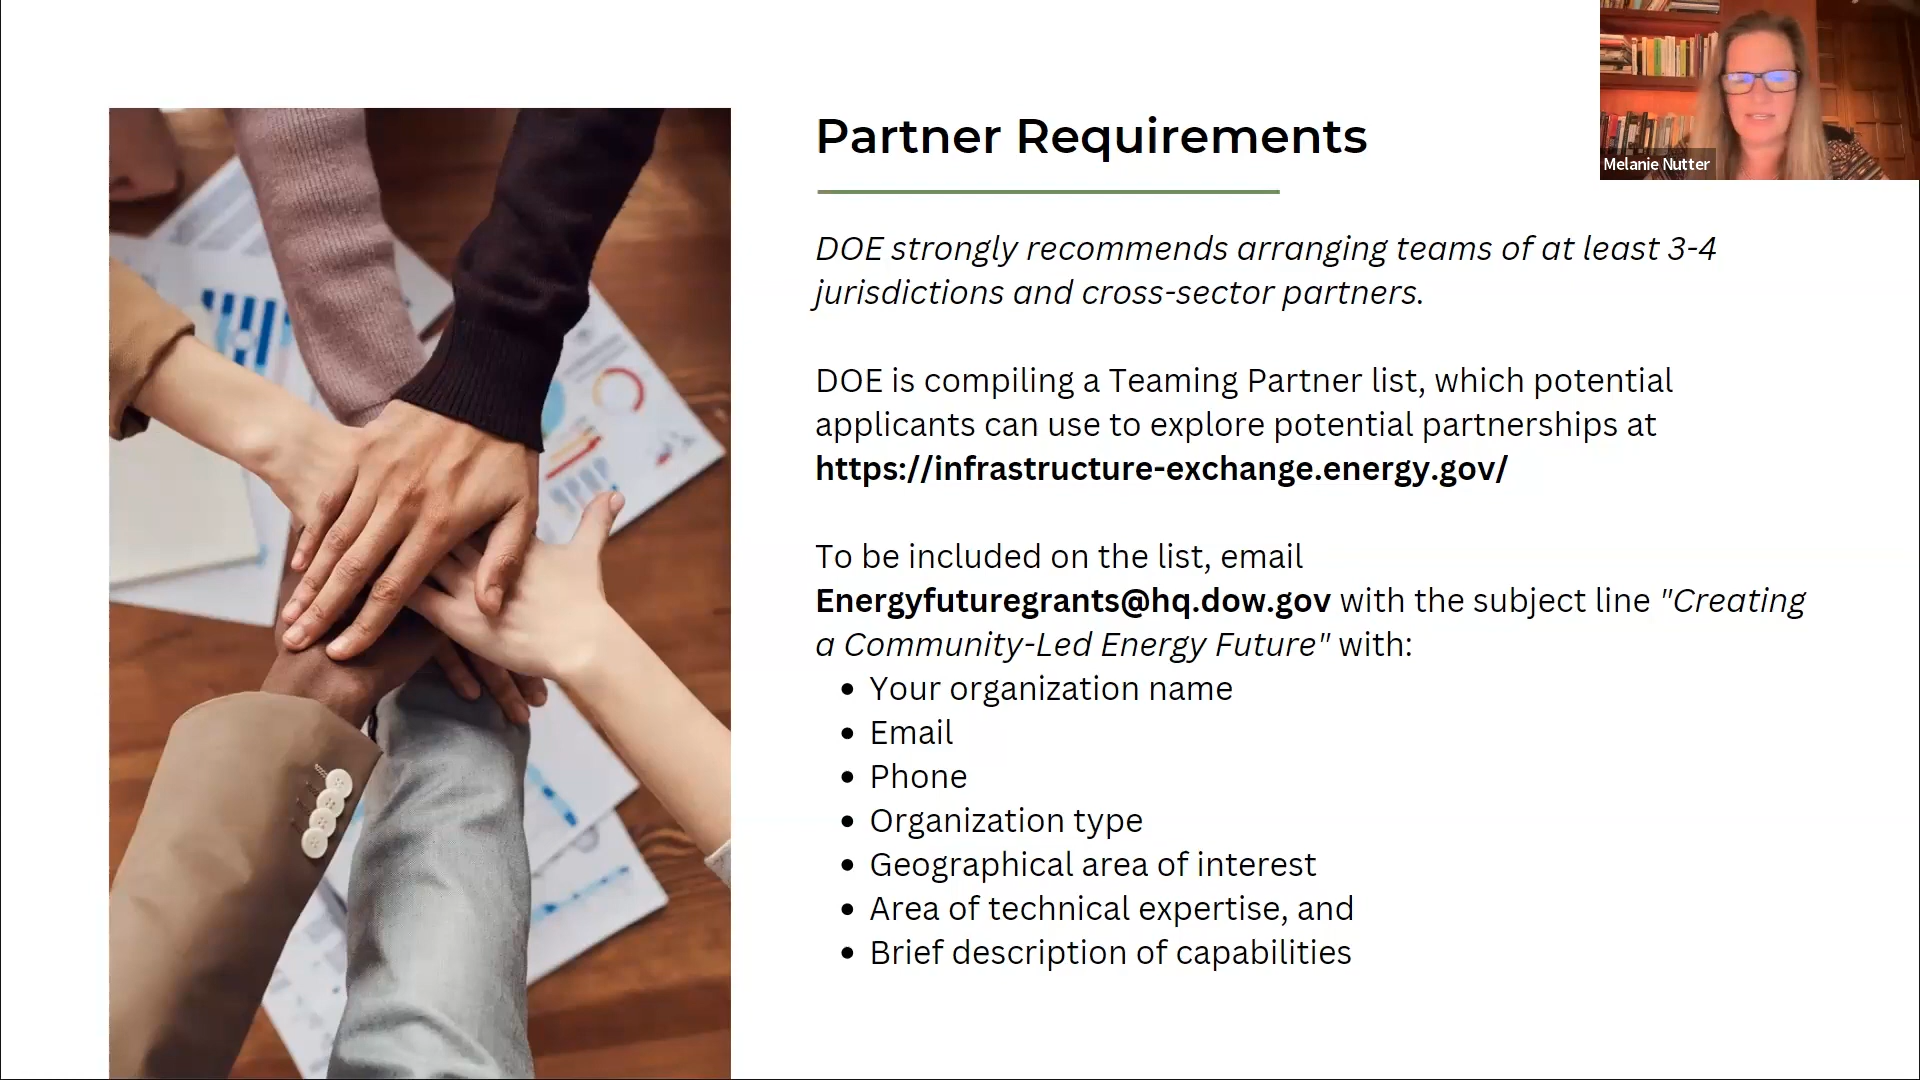 Melanie Nutter
Partner Requirements
DOE strongly recommends arranging teams of at least 3-4
jurisdictions and cross-sector partners.
DOE is compiling a Teaming Partner list, which potential
applicants can use to explore potential partnerships at
https://infrastructure-exchange.energy.gov/
To be included on the list, email
Energyfuturegrants@hq.dow.gov with the subject line "Creating
a Community-Led Energy Future" with:
• Your organization name
• Email
• Phone
• Organization type
• Geographical area of interest
• Area of technical expertise, and
• Brief description of capabilities